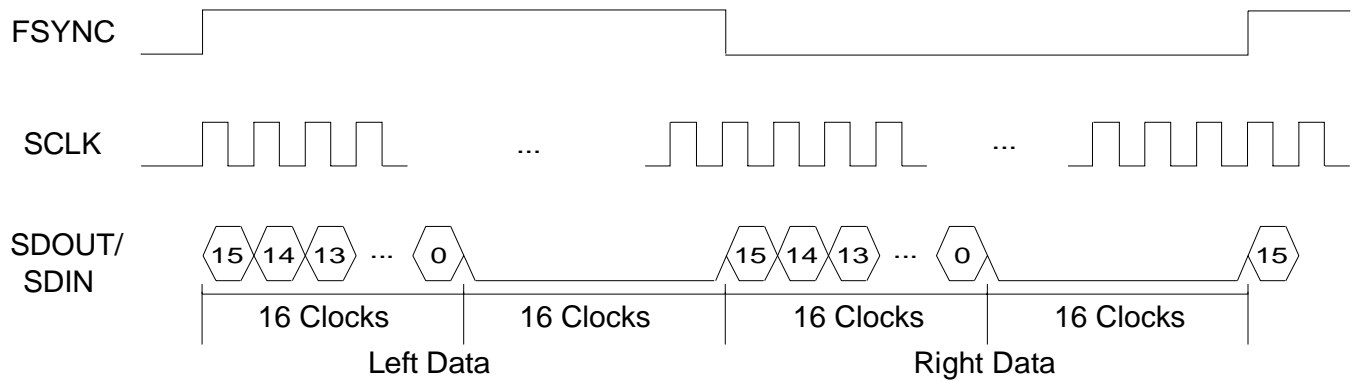 FSYNC
SCLK
... ...
SDOUT/
SDIN
15 14 13 ... 0 15 14 13 ... 0 15
16 Clocks 16 Clocks 16 Clocks 16 Clocks
Left Data Right Data